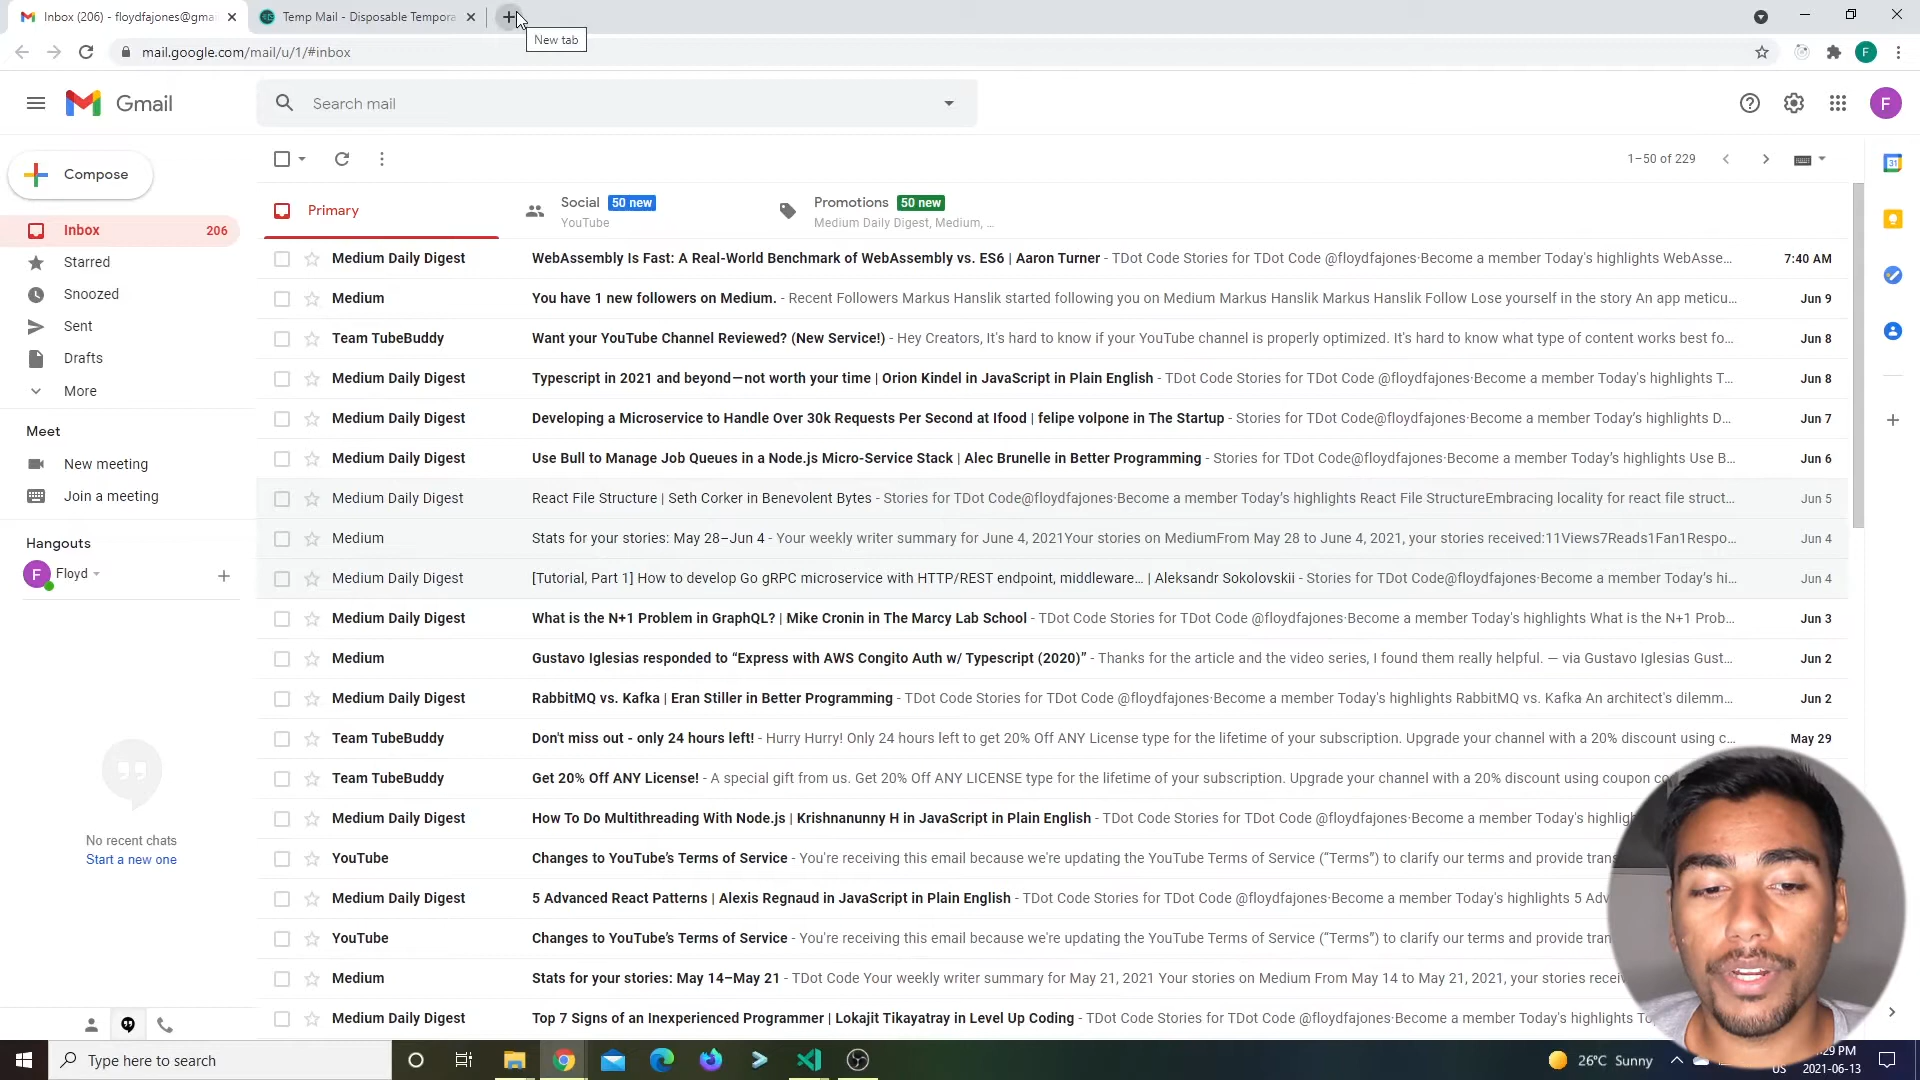 Inbox (206) - floydfajones@gma
Temp Mail - Disposable Tempora
New tab
mail.google.com/mail/u/1/#inbox
F
Gmail
Search mail
F
Compose
1–50 of 229
31
Primary
Social 50 new
YouTube
Promotions 50 new
Medium Daily Digest, Medium, ...
Inbox 206
Starred
Snoozed
Sent
Drafts
More
Meet
New meeting
Join a meeting
Hangouts
F Floyd
No recent chats
Start a new one
Medium Daily Digest WebAssembly Is Fast: A Real-World Benchmark of WebAssembly vs. ES6 | Aaron Turner - TDot Code Stories for TDot Code @floydfajones·Become a member Today's highlights WebAsse... 7:40 AM
Medium You have 1 new followers on Medium. - Recent Followers Markus Hanslik started following you on Medium Markus Hanslik Markus Hanslik Follow Lose yourself in the story An app meticu... Jun 9
Team TubeBuddy Want your YouTube Channel Reviewed? (New Service!) - Hey Creators, It's hard to know if your YouTube channel is properly optimized. It's hard to know what type of content works best fo... Jun 8
Medium Daily Digest Typescript in 2021 and beyond—not worth your time | Orion Kindel in JavaScript in Plain English - TDot Code Stories for TDot Code @floydfajones·Become a member Today's highlights T... Jun 8
Medium Daily Digest Developing a Microservice to Handle Over 30k Requests Per Second at Ifood | felipe volpone in The Startup - Stories for TDot Code@floydfajones·Become a member Today's highlights D... Jun 7
Medium Daily Digest Use Bull to Manage Job Queues in a Node.js Micro-Service Stack | Alec Brunelle in Better Programming - Stories for TDot Code@floydfajones·Become a member Today's highlights Use B... Jun 6
Medium Daily Digest React File Structure | Seth Corker in Benevolent Bytes - Stories for TDot Code@floydfajones·Become a member Today's highlights React File StructureEmbracing locality for react file struct... Jun 5
Medium Stats for your stories: May 28–Jun 4 - Your weekly writer summary for June 4, 2021Your stories on MediumFrom May 28 to June 4, 2021, your stories received:11Views7Reads1Fan1Respo... Jun 4
Medium Daily Digest [Tutorial, Part 1] How to develop Go gRPC microservice with HTTP/REST endpoint, middleware... | Aleksandr Sokolovskii - Stories for TDot Code@floydfajones·Become a member Today's hi... Jun 4
Medium Daily Digest What is the N+1 Problem in GraphQL? | Mike Cronin in The Marcy Lab School - TDot Code Stories for TDot Code @floydfajones·Become a member Today's highlights What is the N+1 Prob... Jun 3
Medium Gustavo Iglesias responded to “Express with AWS Congito Auth w/ Typescript (2020)” - Thanks for the article and the video series, I found them really helpful. — via Gustavo Iglesias Gust... Jun 2
Medium Daily Digest RabbitMQ vs. Kafka | Eran Stiller in Better Programming - TDot Code Stories for TDot Code @floydfajones·Become a member Today's highlights RabbitMQ vs. Kafka An architect's dilemm... Jun 2
Team TubeBuddy Don't miss out - only 24 hours left! - Hurry Hurry! Only 24 hours left to get 20% Off ANY License type for the lifetime of your subscription. Upgrade your channel with a 20% discount using c... May 29
Team TubeBuddy Get 20% Off ANY License! - A special gift from us. Get 20% Off ANY LICENSE type for the lifetime of your subscription. Upgrade your channel with a 20% discount using coupon co
Medium Daily Digest How To Do Multithreading With Node.js | Krishnanunny H in JavaScript in Plain English - TDot Code Stories for TDot Code @floydfajones·Become a member Today's highlig
YouTube Changes to YouTube's Terms of Service - You're receiving this email because we're updating the YouTube Terms of Service (“Terms”) to clarify our terms and provide tran
Medium Daily Digest 5 Advanced React Patterns | Alexis Regnaud in JavaScript in Plain English - TDot Code Stories for TDot Code @floydfajones·Become a member Today's highlights 5 Adv
YouTube Changes to YouTube's Terms of Service - You're receiving this email because we're updating the YouTube Terms of Service (“Terms”) to clarify our terms and provide tran
Medium Stats for your stories: May 14–May 21 - TDot Code Your weekly writer summary for May 21, 2021 Your stories on Medium From May 14 to May 21, 2021, your stories recei
Medium Daily Digest Top 7 Signs of an Inexperienced Programmer | Lokajit Tikayatray in Level Up Coding - TDot Code Stories for TDot Code @floydfajones·Become a member Today's highlights To
Type here to search
26°C Sunny
US
:29 PM
2021-06-13